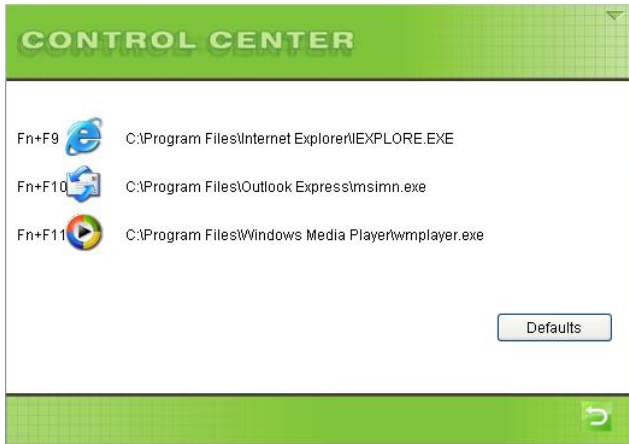 CONTROL CENTER
Fn+F9 C:\Program Files\Internet Explorer\IEXPLORE.EXE
Fn+F10 C:\Program Files\Outlook Express\msimn.exe
Fn+F11 C:\Program Files\Windows Media Player\wmplayer.exe
Defaults